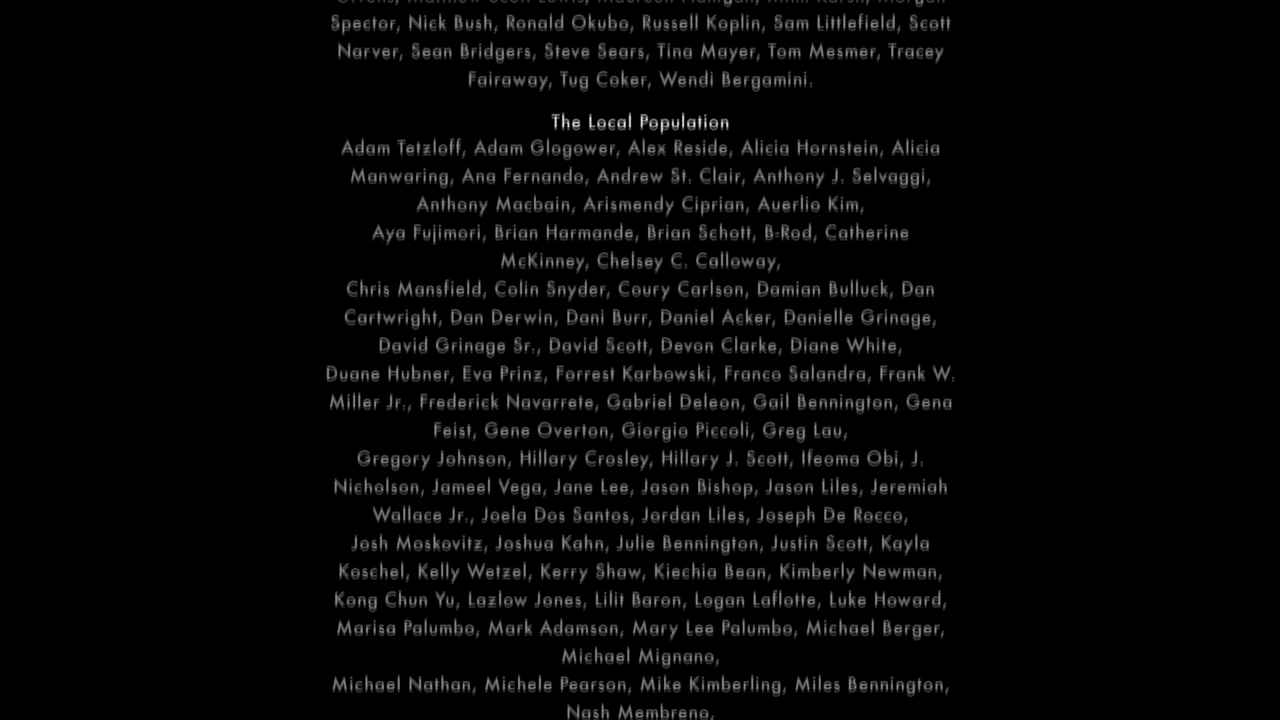 Spector, Nick Bush, Ronald Okubo, Russell Koplin, Sam Littlefield, Scott
Narver, Sean Bridgers, Steve Sears, Tina Mayer, Tom Mesmer, Tracey
Fairaway, Tug Coker, Wendi Bergamini.
The Local Population
Adam Tetzloff, Adam Glogower, Alex Reside, Alicia Hornstein, Alicia
Manwaring, Ana Fernando, Andrew St. Clair, Anthony J. Selvaggi,
Anthony Macbain, Arismendy Ciprian, Auerlio Kim,
Aya Fujimori, Brian Harmande, Brian Schott, B-Rod, Catherine
McKinney, Chelsey C. Calloway,
Chris Mansfield, Colin Snyder, Coury Carlson, Damian Bulluck, Dan
Cartwright, Dan Derwin, Dani Burr, Daniel Acker, Danielle Grinage,
David Grinage Sr., David Scott, Devon Clarke, Diane White,
Duane Hubner, Eva Prinz, Forrest Karbowski, Franco Salandra, Frank W.
Miller Jr., Frederick Navarrete, Gabriel Deleon, Gail Bennington, Gena
Feist, Gene Overton, Giorgio Piccoli, Greg Lau,
Gregory Johnson, Hillary Crosley, Hillary J. Scott, Ifeoma Obi, J.
Nicholson, Jameel Vega, Jane Lee, Jason Bishop, Jason Liles, Jeremiah
Wallace Jr., Joela Dos Santos, Jordan Liles, Joseph De Rocco,
Josh Moskovitz, Joshua Kahn, Julie Bennington, Justin Scott, Kayla
Koschel, Kelly Wetzel, Kerry Shaw, Kiechia Bean, Kimberly Newman,
Kong Chun Yu, Lazlow Jones, Lilit Baron, Logan Laflotte, Luke Howard,
Marisa Palumbo, Mark Adamson, Mary Lee Palumbo, Michael Berger,
Michael Mignano,
Michael Nathan, Michele Pearson, Mike Kimberling, Miles Bennington,
Nash Membreno,